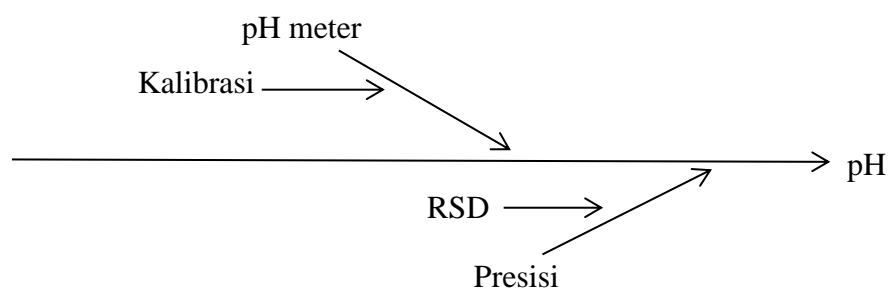 pH meter
Kalibrasi
pH
RSD
Presisi